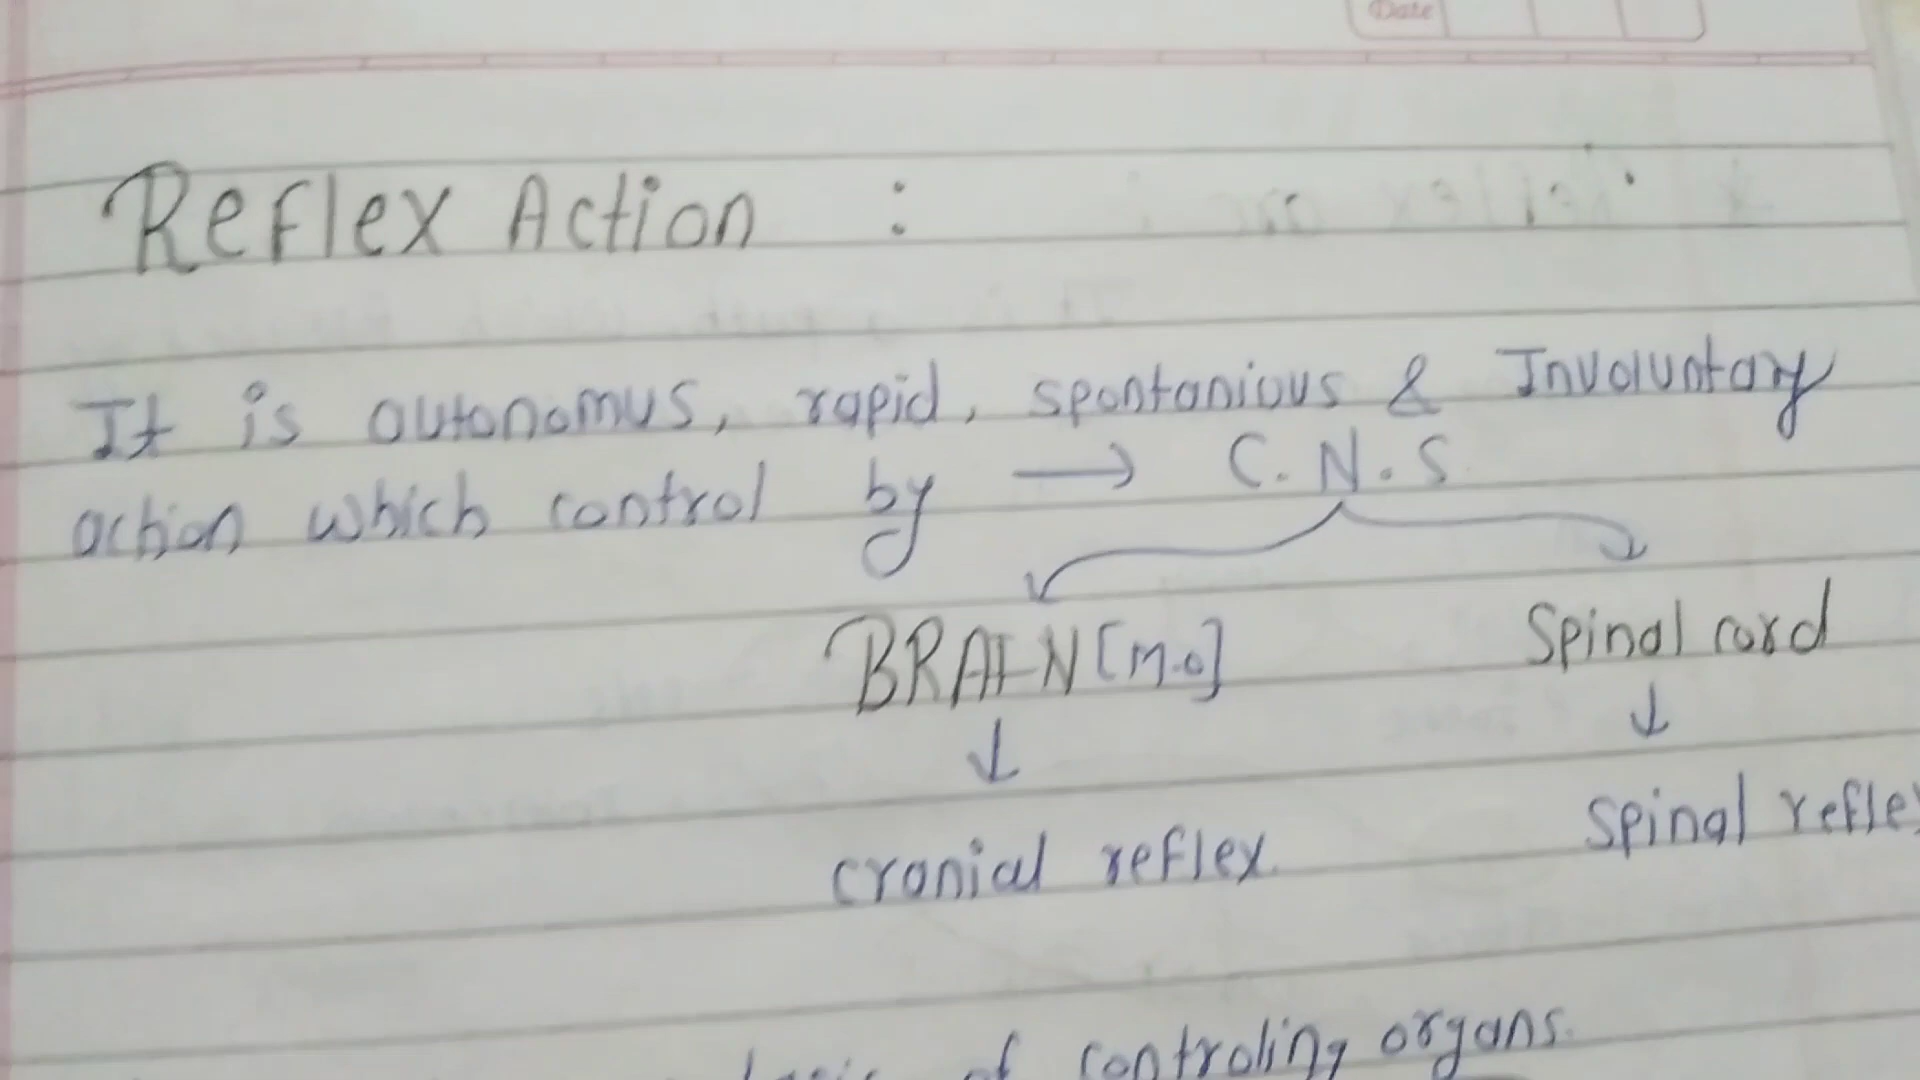 Date
Reflex Action :
It is autonomus, rapid, spontanious & Involuntary
action which control by → C.N.S
BRAIN [M.O] Spinal cord
↓ ↓
cranial reflex. Spinal refle
of controling organs.